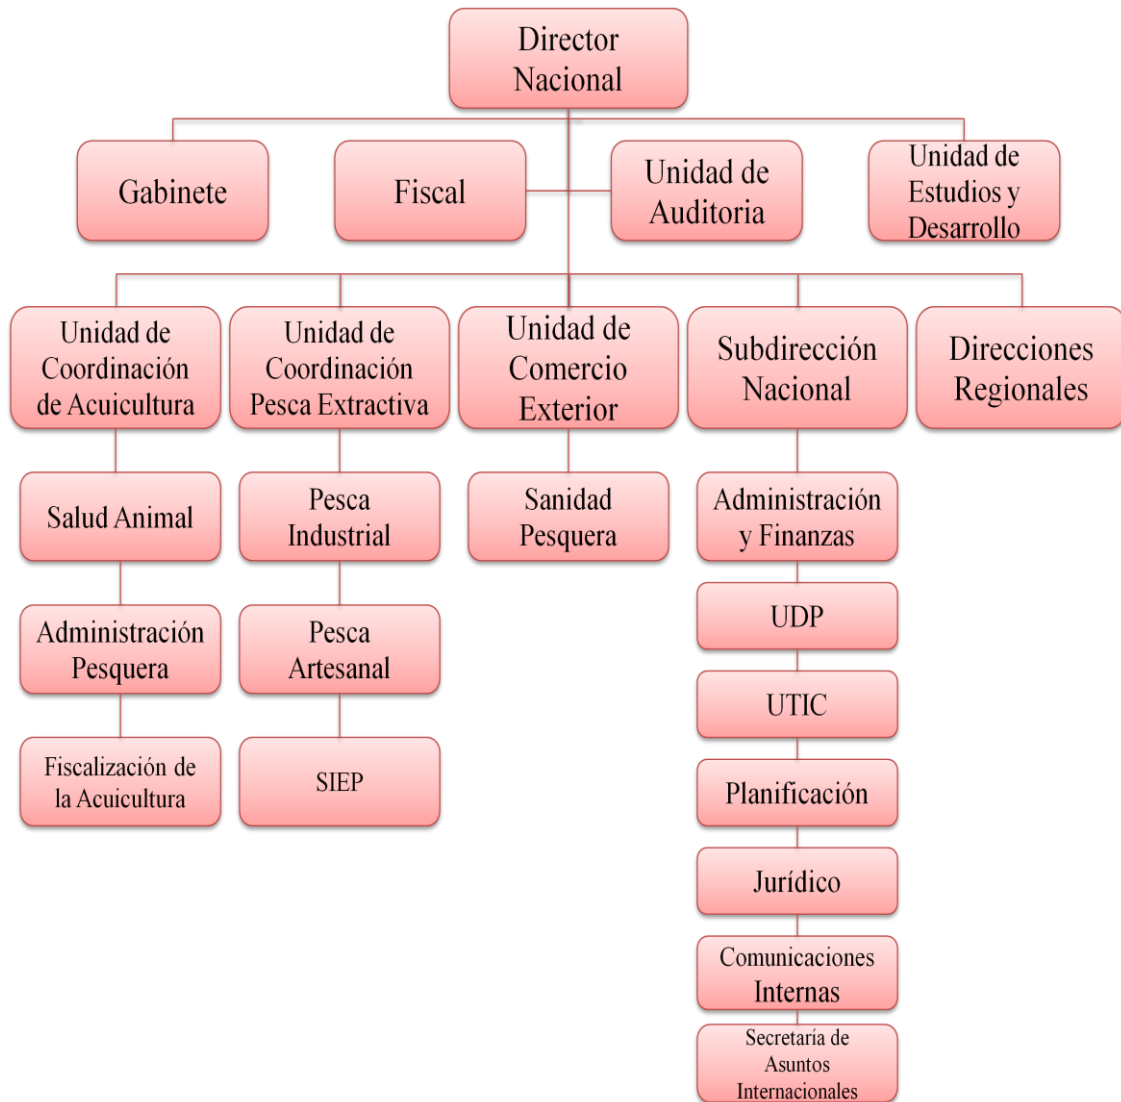 Director
Nacional
Gabinete
Fiscal
Unidad de
Auditoria
Unidad de
Estudios y
Desarrollo
Unidad de
Coordinación
de Acuicultura
Unidad de
Coordinación
Pesca Extractiva
Unidad de
Comercio
Exterior
Subdirección
Nacional
Direcciones
Regionales
Salud Animal
Pesca
Industrial
Sanidad
Pesquera
Administración
y Finanzas
Administración
Pesquera
Pesca
Artesanal
UDP
UTIC
Fiscalización de
la Acuicultura
SIEP
Planificación
Jurídico
Comunicaciones
Internas
Secretaría de
Asuntos
Internacionales